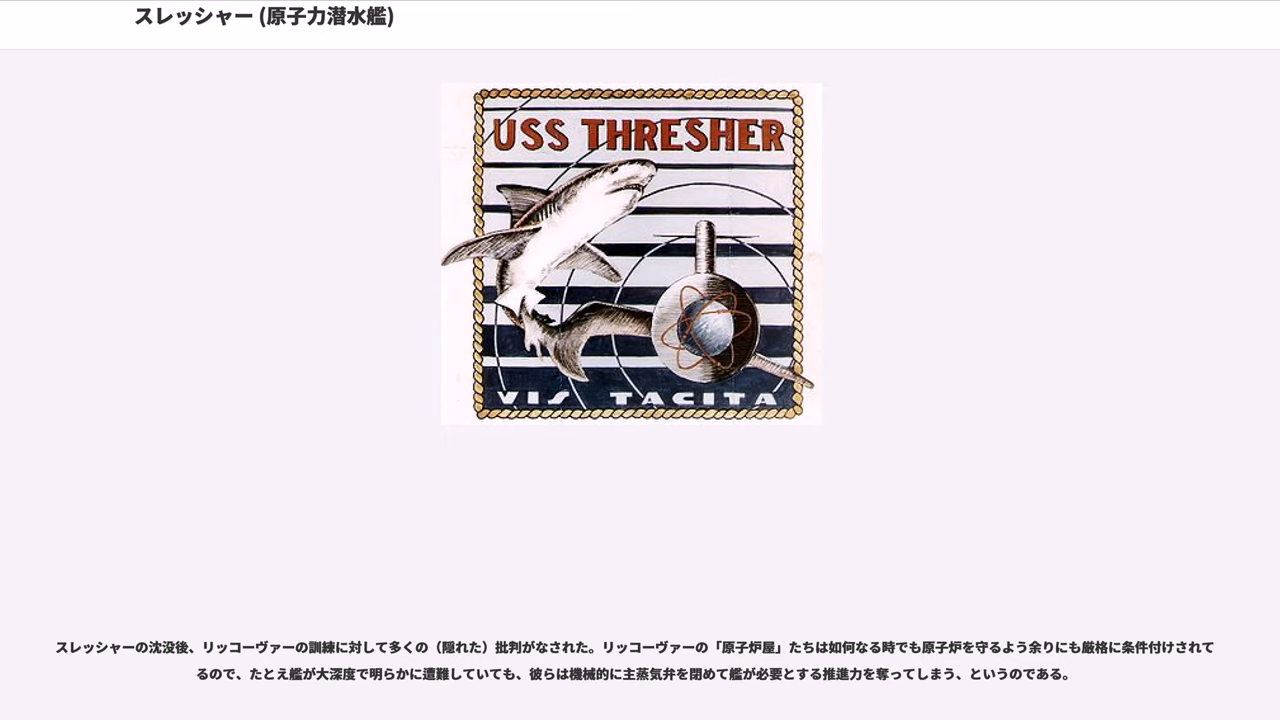 スレッシャー (原子力潜水艦)
USS THRESHER
VIS TACITA
スレッシャーの沈没後、リッコーヴァーの訓練に対して多くの（隠れた）批判がなされた。リッコーヴァーの「原子炉屋」たちは如何なる時でも原子炉を守るよう余りにも厳格に条件付けされて
るので、たとえ艦が大深度で明らかに遭難していても、彼らは機械的に主蒸気弁を閉めて艦が必要とする推進力を奪ってしまう、というのである。